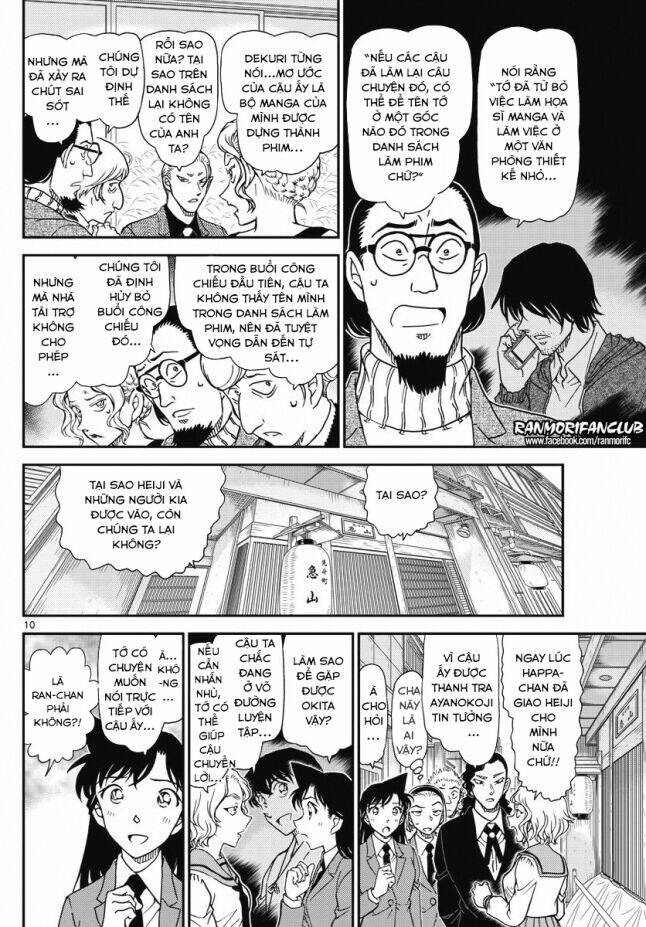 NÓI RẰNG
"TỚ ĐÃ TỪ BỎ
VIỆC LÀM HỌA
SĨ MANGA VÀ
LÀM VIỆC Ở
MỘT VĂN
PHÒNG THIẾT
KẾ NHỎ...
"NẾU CÁC CẬU
ĐÃ LÀM LẠI CÂU
CHUYỆN ĐÓ, CÓ
THỂ ĐỂ TÊN TỚ
Ở MỘT GÓC
NÀO ĐÓ TRONG
DANH SÁCH
LÀM PHIM
CHỨ?"
DEKURI TỪNG
NÓI...MƠ ƯỚC
CỦA CẬU ẤY LÀ
BỘ MANGA CỦA
MÌNH ĐƯỢC
DỰNG THÀNH
PHIM...
RỒI SAO
NỮA? TẠI
SAO TRÊN
DANH SÁCH
LẠI KHÔNG
CÓ TÊN
CỦA ANH
TA?
CHÚNG
TÔI DỰ
ĐỊNH
THẾ
NHƯNG MÀ
ĐÃ XẢY RA
CHÚT SAI
SÓT
...
TRONG BUỔI CÔNG
CHIẾU ĐẦU TIÊN, CẬU TA
KHÔNG THẤY TÊN MÌNH
TRONG DANH SÁCH LÀM
PHIM, NÊN ĐÃ TUYỆT
VỌNG DẪN ĐẾN TỰ
SÁT...
CHÚNG TÔI
ĐÃ ĐỊNH
HỦY BỎ
BUỔI CÔNG
CHIẾU
ĐÓ...
NHƯNG
MÀ NHÀ
TÀI TRỢ
KHÔNG
CHO
PHÉP...
RANMORIFANCLUB
www.facebook.com/ranmorifc
TẠI SAO?
TẠI SAO HEIJI VÀ
NHỮNG NGƯỜI KIA
ĐƯỢC VÀO, CÒN
CHÚNG TA LẠI
KHÔNG?
急山
10
NGAY LÚC
HAPPA-
CHAN ĐÃ
GIAO HEIJI
CHO
MÌNH
NỮA
CHỨ!!
VÌ CẬU
ẤY ĐƯỢC
THANH TRA
AYANOKOJI
TIN TƯỞNG
...
CHA
NÀY LÀ
AI VẬY?
À
CHO
HỎI...
LÀM SAO
ĐỂ GẶP
ĐƯỢC
OKITA
VẬY?
CẬU TA
CHẮC
ĐANG
Ở VÕ
ĐƯỜNG
LUYỆN
TẬP...
NẾU
CẦN
NHẮN
NHỦ,
TỚ CÓ
THỂ
GIÚP
CẬU
CHUYỂN
LỜI...
Â...
KHÔ
-NG
...
TỚ CÓ
CHUYỆN
MUỐN
NÓI TRỰC
TIẾP VỚI
CẬU ẤY...
LÀ
RAN-CHAN
PHẢI
KHÔNG?!